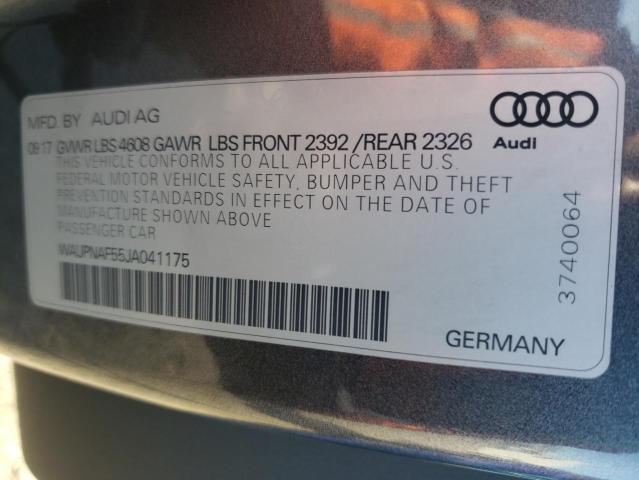 MFD. BY AUDI AG
09 17 GVWR LBS 4608 GAWR LBS FRONT 2392 /REAR 2326
THIS VEHICLE CONFORMS TO ALL APPLICABLE U.S.
FEDERAL MOTOR VEHICLE SAFETY, BUMPER AND THEFT
PREVENTION STANDARDS IN EFFECT ON THE DATE OF
MANUFACTURE SHOWN ABOVE
PASSENGER CAR
WAUPNAF55JA041175
Audi
3740064
GERMANY